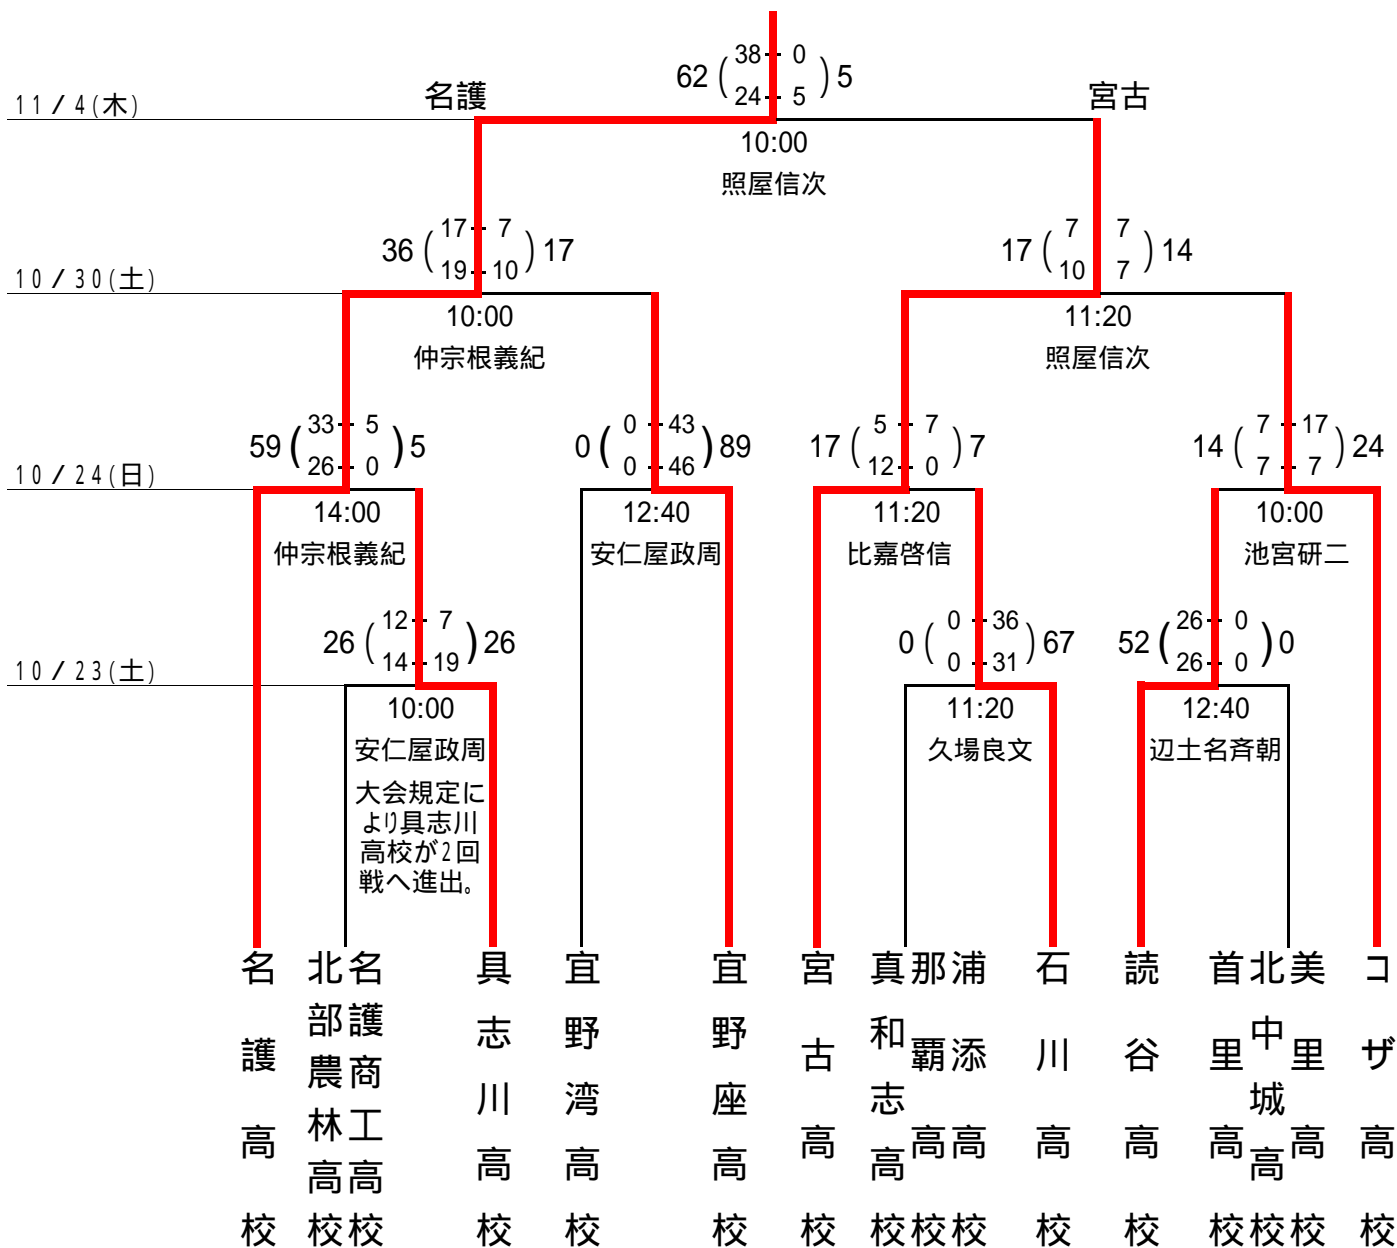 38 0
62 ( ) 5
24 5
名護
宮古
11/4(木)
10:00
照屋信次
17 7
36 ( ) 17
19 10
7 7
17 ( ) 14
10 7
10/30(土)
10:00
仲宗根義紀
11:20
照屋信次
33 5
59 ( ) 5
26 0
0 43
0 ( ) 89
0 46
5 7
17 ( ) 7
12 0
7 17
14 ( ) 24
7 7
10/24(日)
14:00
仲宗根義紀
12:40
安仁屋政周
11:20
比嘉啓信
10:00
池宮研二
12 7
26 ( ) 26
14 19
0 36
0 ( ) 67
0 31
26 0
52 ( ) 0
26 0
10/23(土)
10:00
安仁屋政周
大会規定に
より具志川
高校が2回
戦へ進出。
11:20
久場良文
12:40
辺土名斉朝
名護高校
北部農林高校
名護商工高校
具志川高校
宜野湾高校
宜野座高校
宮古高校
真和志高校
那覇高校
浦添高校
石川高校
読谷高校
首里高校
北中城高校
美里高校
コザ高校